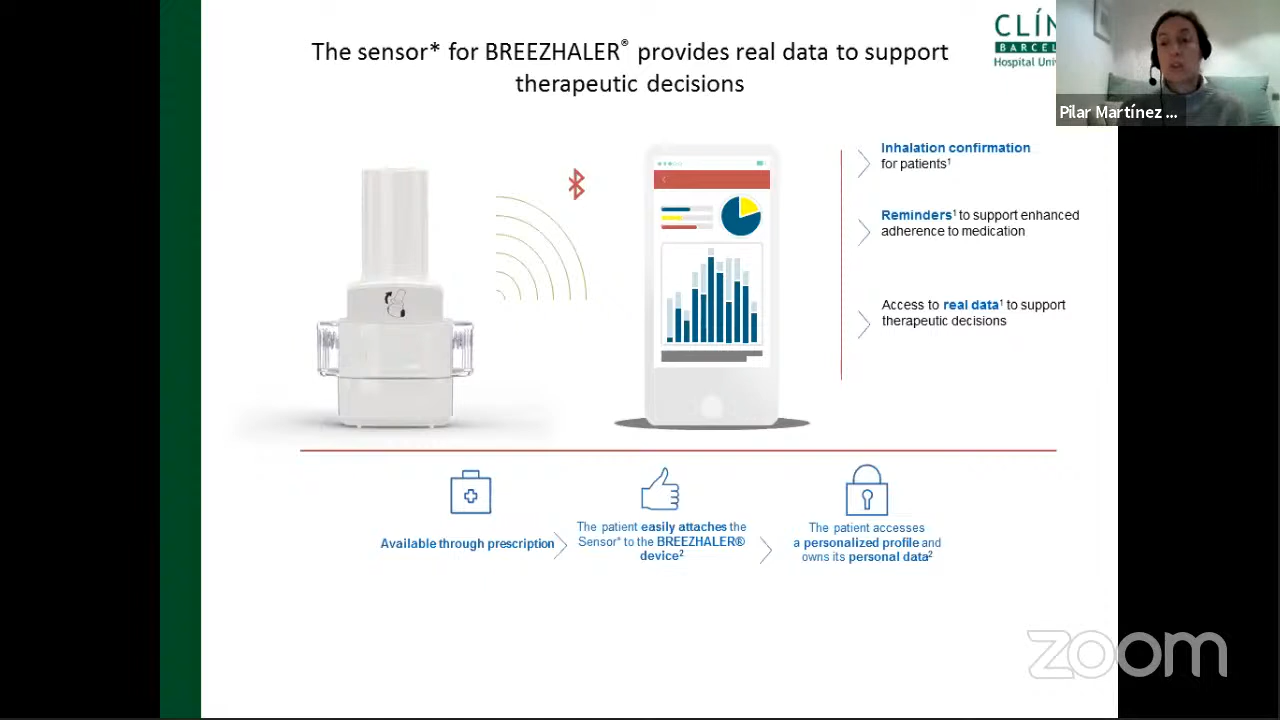 The sensor* for BREEZHALER® provides real data to support
therapeutic decisions
CLÍN
BARCEL
Hospital Univ
Pilar Martínez ...
Inhalation confirmation
for patients¹
Reminders¹ to support enhanced
adherence to medication
Access to real data¹ to support
therapeutic decisions
Available through prescription
The patient easily attaches the
Sensor* to the BREEZHALER®
device²
The patient accesses
a personalized profile and
owns its personal data²
zoom